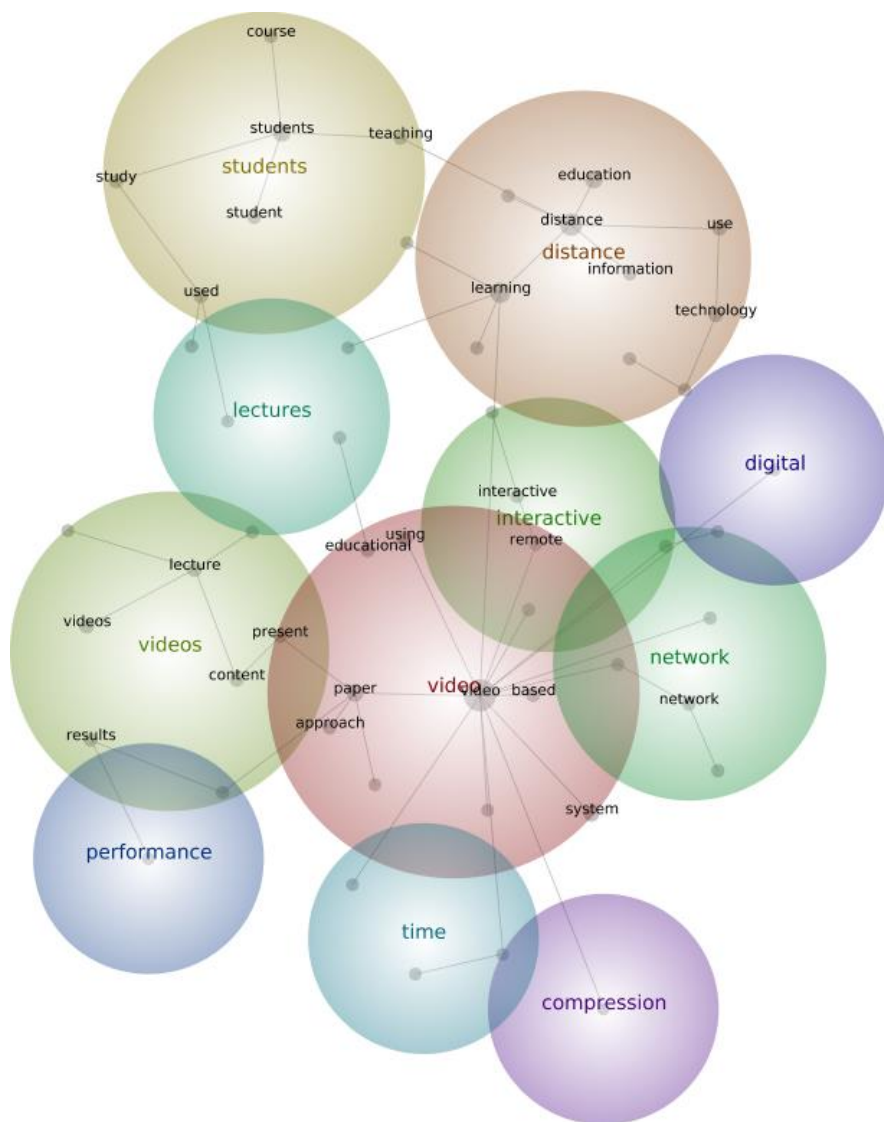 course
students
teaching
students
study
education
student
distance
use
distance
information
learning
used
technology
lectures
digital
interactive
interactive
using
educational
remote
lecture
videos
present
videos
network
content
paper
video
video
based
network
approach
results
system
performance
time
compression